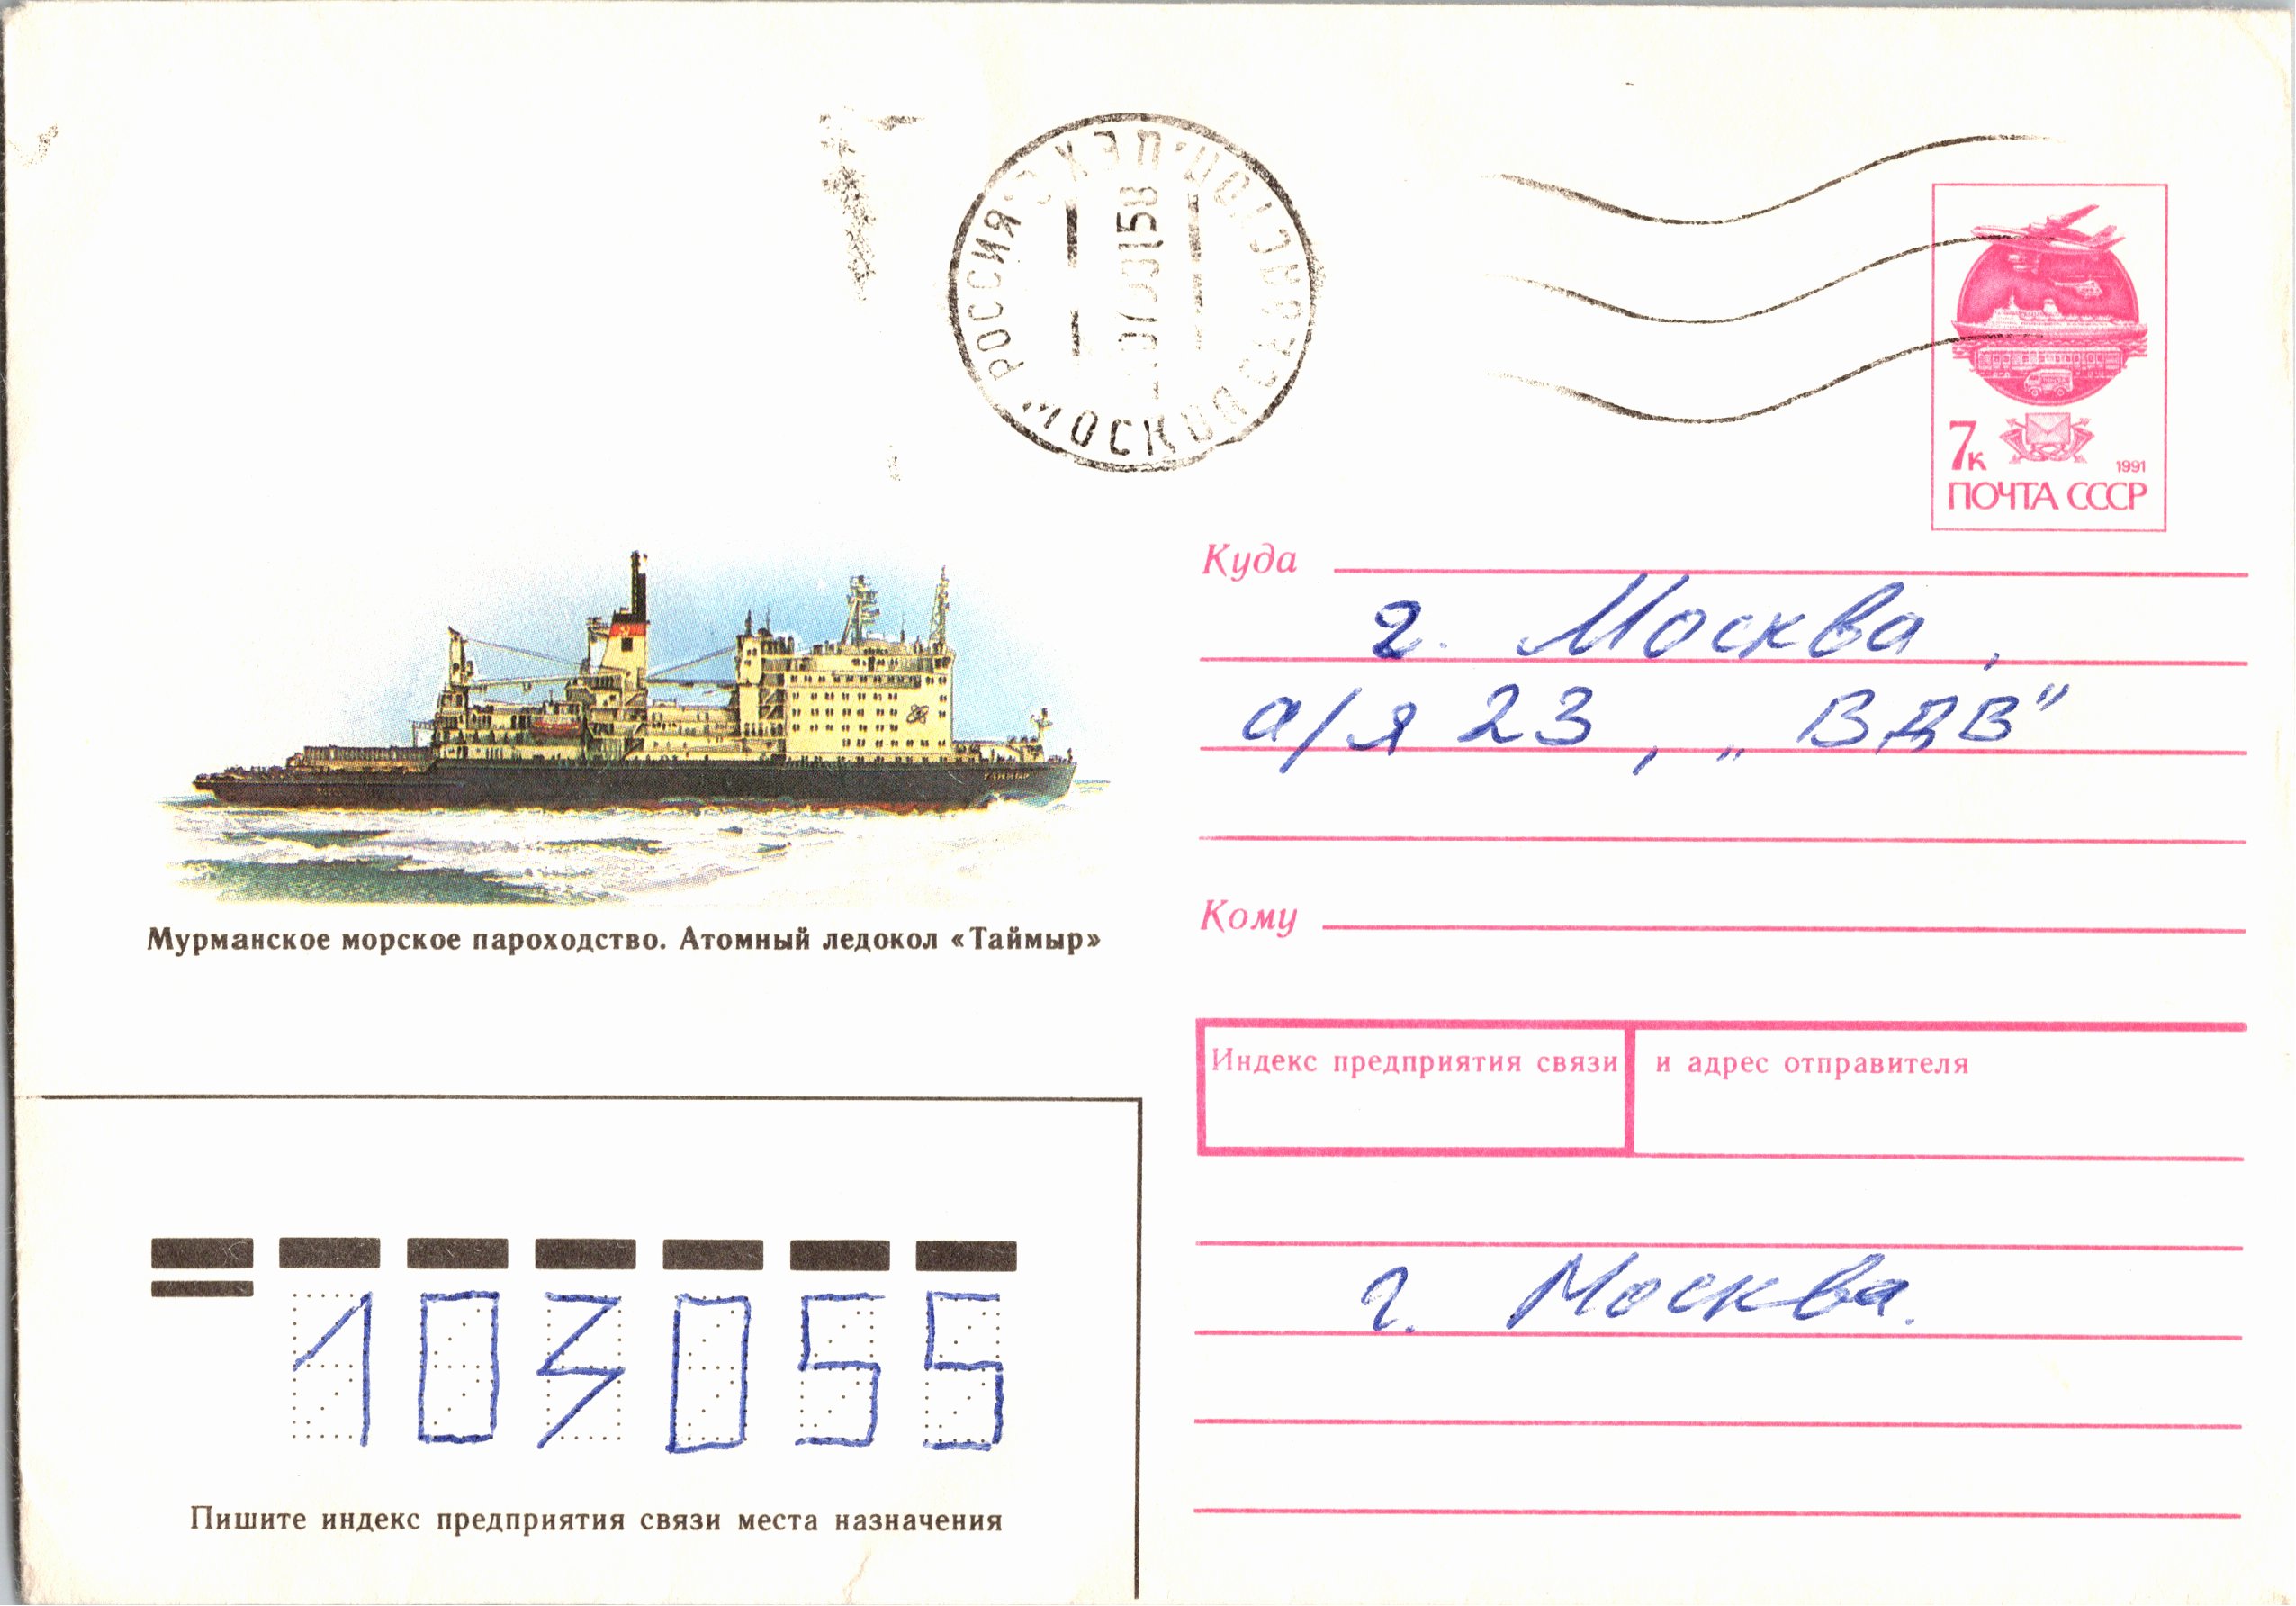 РОССИЯ
МОСКВА
7к
1991
ПОЧТА СССР
Куда
г. Москва,
а/я 23, „ВДВ"
Мурманское морское пароходство. Атомный ледокол «Таймыр»
Кому
Индекс предприятия связи и адрес отправителя
г. Москва.
103055
Пишите индекс предприятия связи места назначения